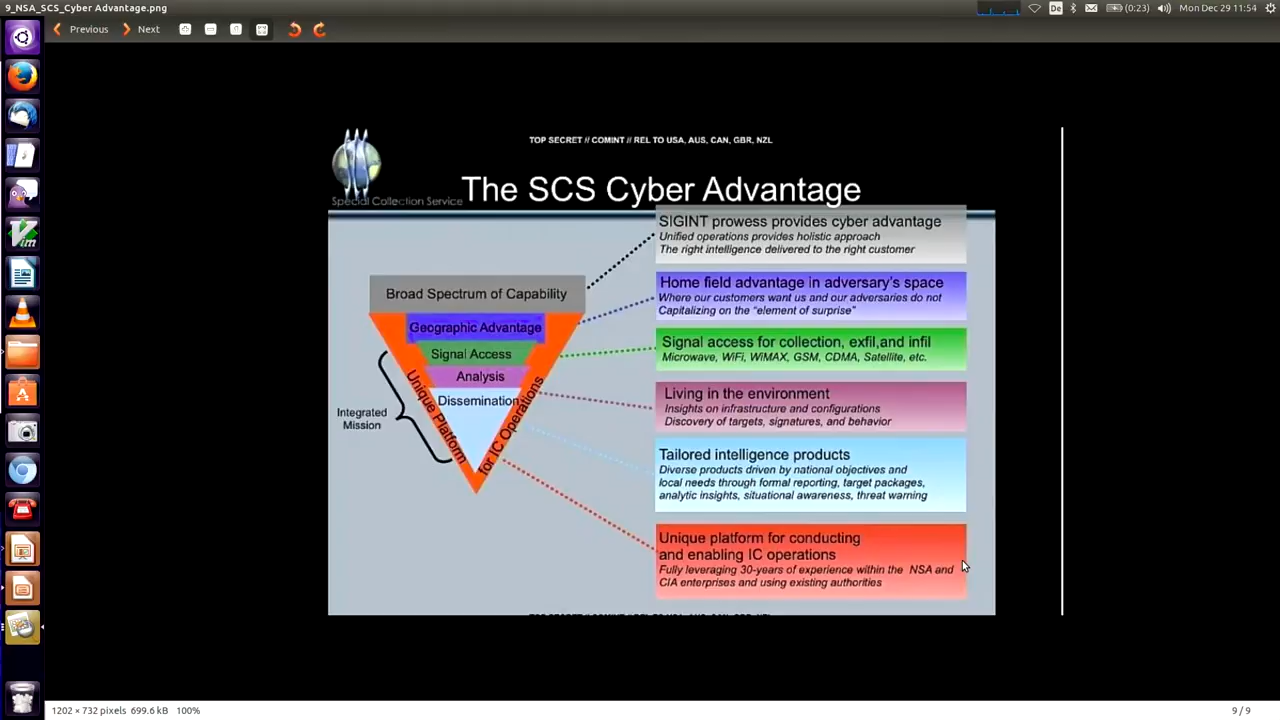 9_NSA_SCS_Cyber Advantage.png
De
(0:23)
Mon Dec 29 11:54
Previous
Next
TOP SECRET // COMINT // REL TO USA, AUS, CAN, GBR, NZL
Special Collection Service
The SCS Cyber Advantage
SIGINT prowess provides cyber advantage
Unified operations provides holistic approach
The right intelligence delivered to the right customer
Broad Spectrum of Capability
Home field advantage in adversary's space
Where our customers want us and our adversaries do not
Capitalizing on the "element of surprise"
Geographic Advantage
Signal Access
Signal access for collection, exfil,and infil
Microwave, WiFi, WiMAX, GSM, CDMA, Satellite, etc.
Analysis
Dissemination
Living in the environment
Insights on infrastructure and configurations
Discovery of targets, signatures, and behavior
Integrated
Mission
Unique Platform
for IC Operations
Tailored intelligence products
Diverse products driven by national objectives and
local needs through formal reporting, target packages,
analytic insights, situational awareness, threat warning
Unique platform for conducting
and enabling IC operations
Fully leveraging 30-years of experience within the NSA and
CIA enterprises and using existing authorities
1202 × 732 pixels 699.6 kB 100%
9 / 9